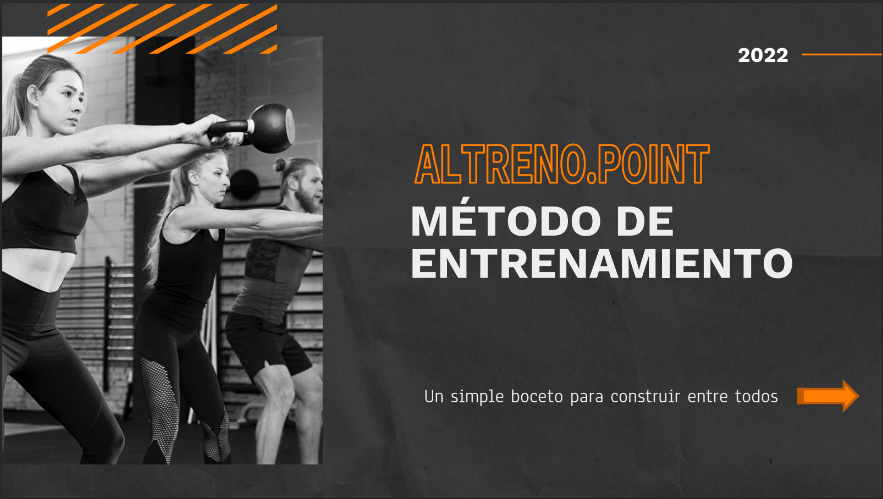 2022
ALTRENO.POINT
MÉTODO DE
ENTRENAMIENTO
Un simple boceto para construir entre todos